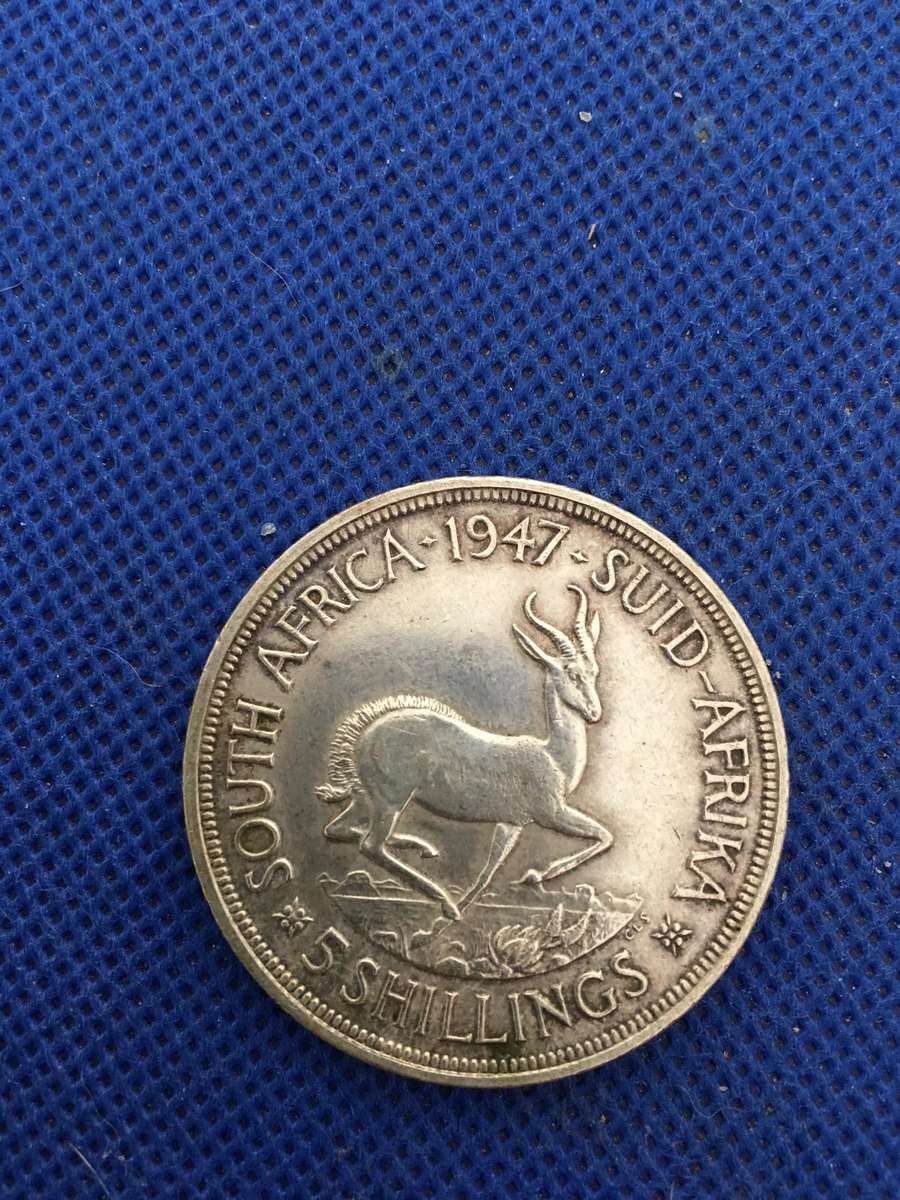 SOUTH AFRICA · 1947 · SUID-AFRIKA
5 SHILLINGS
CLS